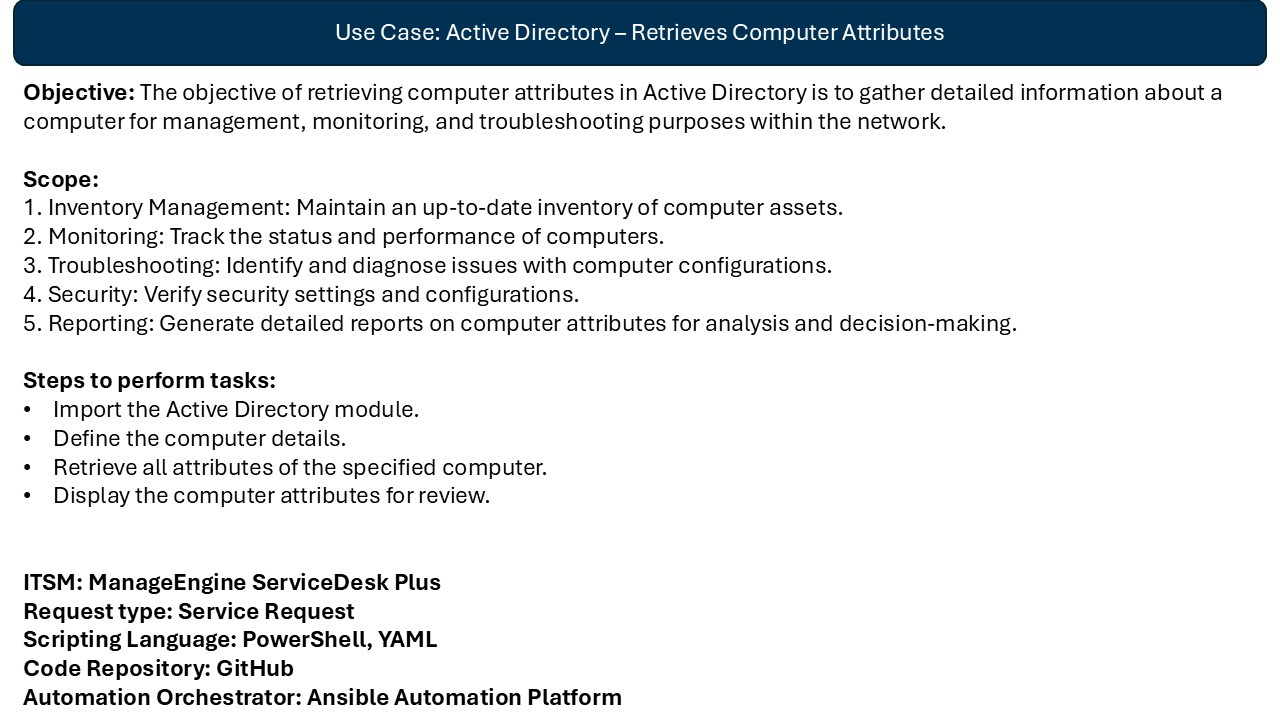 Use Case: Active Directory – Retrieves Computer Attributes
Objective: The objective of retrieving computer attributes in Active Directory is to gather detailed information about a
computer for management, monitoring, and troubleshooting purposes within the network.
Scope:
1. Inventory Management: Maintain an up-to-date inventory of computer assets.
2. Monitoring: Track the status and performance of computers.
3. Troubleshooting: Identify and diagnose issues with computer configurations.
4. Security: Verify security settings and configurations.
5. Reporting: Generate detailed reports on computer attributes for analysis and decision-making.
Steps to perform tasks:
• Import the Active Directory module.
• Define the computer details.
• Retrieve all attributes of the specified computer.
• Display the computer attributes for review.
ITSM: ManageEngine ServiceDesk Plus
Request type: Service Request
Scripting Language: PowerShell, YAML
Code Repository: GitHub
Automation Orchestrator: Ansible Automation Platform